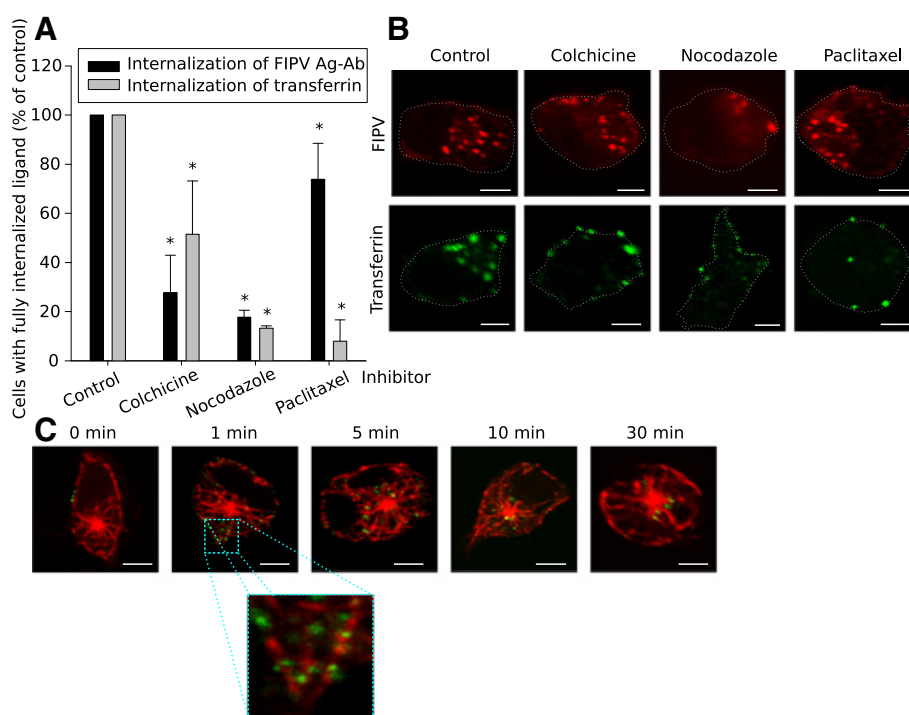 A
Cells with fully internalized ligand (% of control)
Internalization of FIPV Ag-Ab
Internalization of transferrin
120
100
80
60
40
20
0
*
*
*
*
*
*
Control
Colchicine
Nocodazole
Paclitaxel
Inhibitor
B
Control Colchicine Nocodazole Paclitaxel
FIPV
Transferrin
C
0 min 1 min 5 min 10 min 30 min